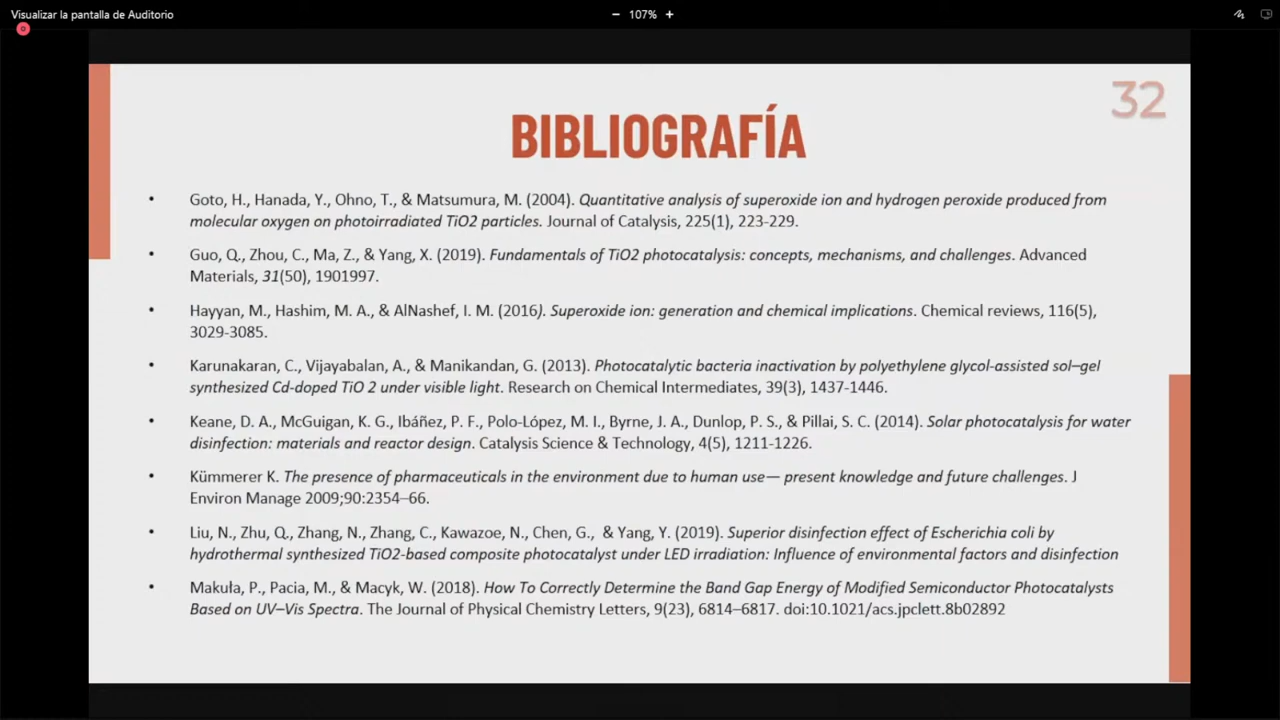 Visualizar la pantalla de Auditorio
− 107% +
32
BIBLIOGRAFÍA
• Goto, H., Hanada, Y., Ohno, T., & Matsumura, M. (2004). Quantitative analysis of superoxide ion and hydrogen peroxide produced from
molecular oxygen on photoirradiated TiO2 particles. Journal of Catalysis, 225(1), 223-229.
• Guo, Q., Zhou, C., Ma, Z., & Yang, X. (2019). Fundamentals of TiO2 photocatalysis: concepts, mechanisms, and challenges. Advanced
Materials, 31(50), 1901997.
• Hayyan, M., Hashim, M. A., & AlNashef, I. M. (2016). Superoxide ion: generation and chemical implications. Chemical reviews, 116(5),
3029-3085.
• Karunakaran, C., Vijayabalan, A., & Manikandan, G. (2013). Photocatalytic bacteria inactivation by polyethylene glycol-assisted sol–gel
synthesized Cd-doped TiO 2 under visible light. Research on Chemical Intermediates, 39(3), 1437-1446.
• Keane, D. A., McGuigan, K. G., Ibáñez, P. F., Polo-López, M. I., Byrne, J. A., Dunlop, P. S., & Pillai, S. C. (2014). Solar photocatalysis for water
disinfection: materials and reactor design. Catalysis Science & Technology, 4(5), 1211-1226.
• Kümmerer K. The presence of pharmaceuticals in the environment due to human use— present knowledge and future challenges. J
Environ Manage 2009;90:2354–66.
• Liu, N., Zhu, Q., Zhang, N., Zhang, C., Kawazoe, N., Chen, G., & Yang, Y. (2019). Superior disinfection effect of Escherichia coli by
hydrothermal synthesized TiO2-based composite photocatalyst under LED irradiation: Influence of environmental factors and disinfection
• Makuła, P., Pacia, M., & Macyk, W. (2018). How To Correctly Determine the Band Gap Energy of Modified Semiconductor Photocatalysts
Based on UV–Vis Spectra. The Journal of Physical Chemistry Letters, 9(23), 6814–6817. doi:10.1021/acs.jpclett.8b02892